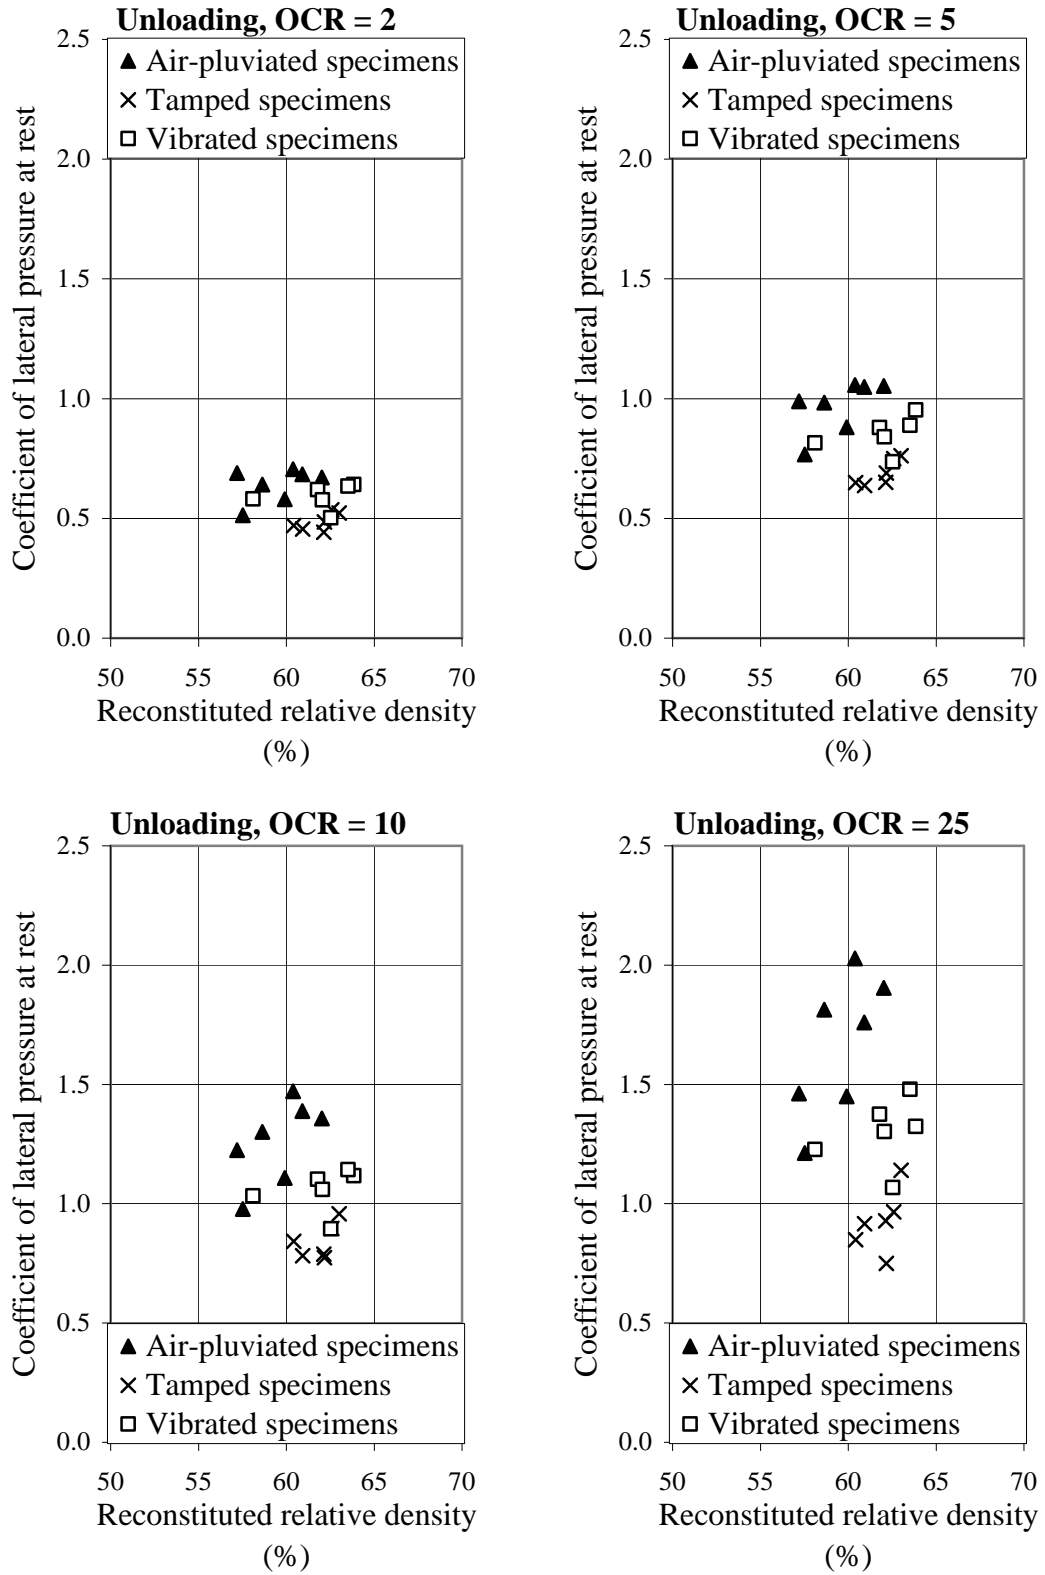 Unloading, OCR = 2
2.5
2.0
1.5
1.0
0.5
0.0
Coefficient of lateral pressure at rest
Air-pluviated specimens
Tamped specimens
Vibrated specimens
50 55 60 65 70
Reconstituted relative density
(%)
Unloading, OCR = 5
2.5
2.0
1.5
1.0
0.5
0.0
Coefficient of lateral pressure at rest
Air-pluviated specimens
Tamped specimens
Vibrated specimens
50 55 60 65 70
Reconstituted relative density
(%)
Unloading, OCR = 10
2.5
2.0
1.5
1.0
0.5
0.0
Coefficient of lateral pressure at rest
Air-pluviated specimens
Tamped specimens
Vibrated specimens
50 55 60 65 70
Reconstituted relative density
(%)
Unloading, OCR = 25
2.5
2.0
1.5
1.0
0.5
0.0
Coefficient of lateral pressure at rest
Air-pluviated specimens
Tamped specimens
Vibrated specimens
50 55 60 65 70
Reconstituted relative density
(%)